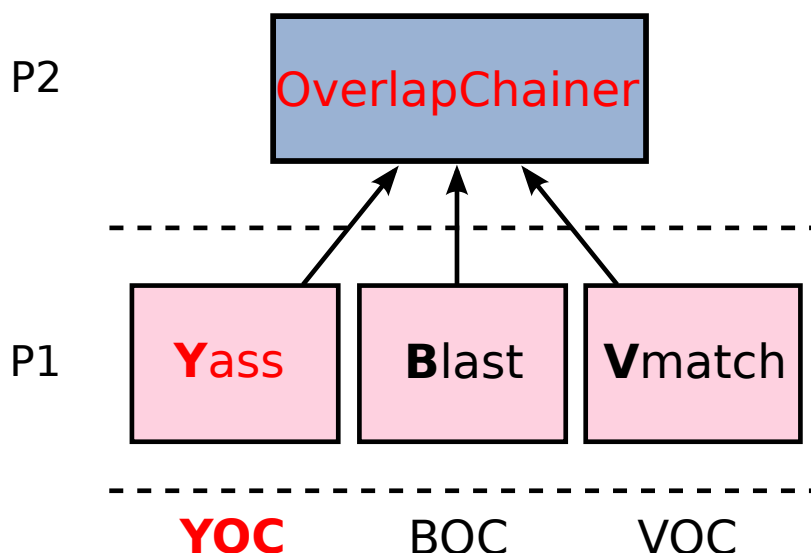 P2
OverlapChainer
P1
Yass
Blast
Vmatch
YOC
BOC
VOC